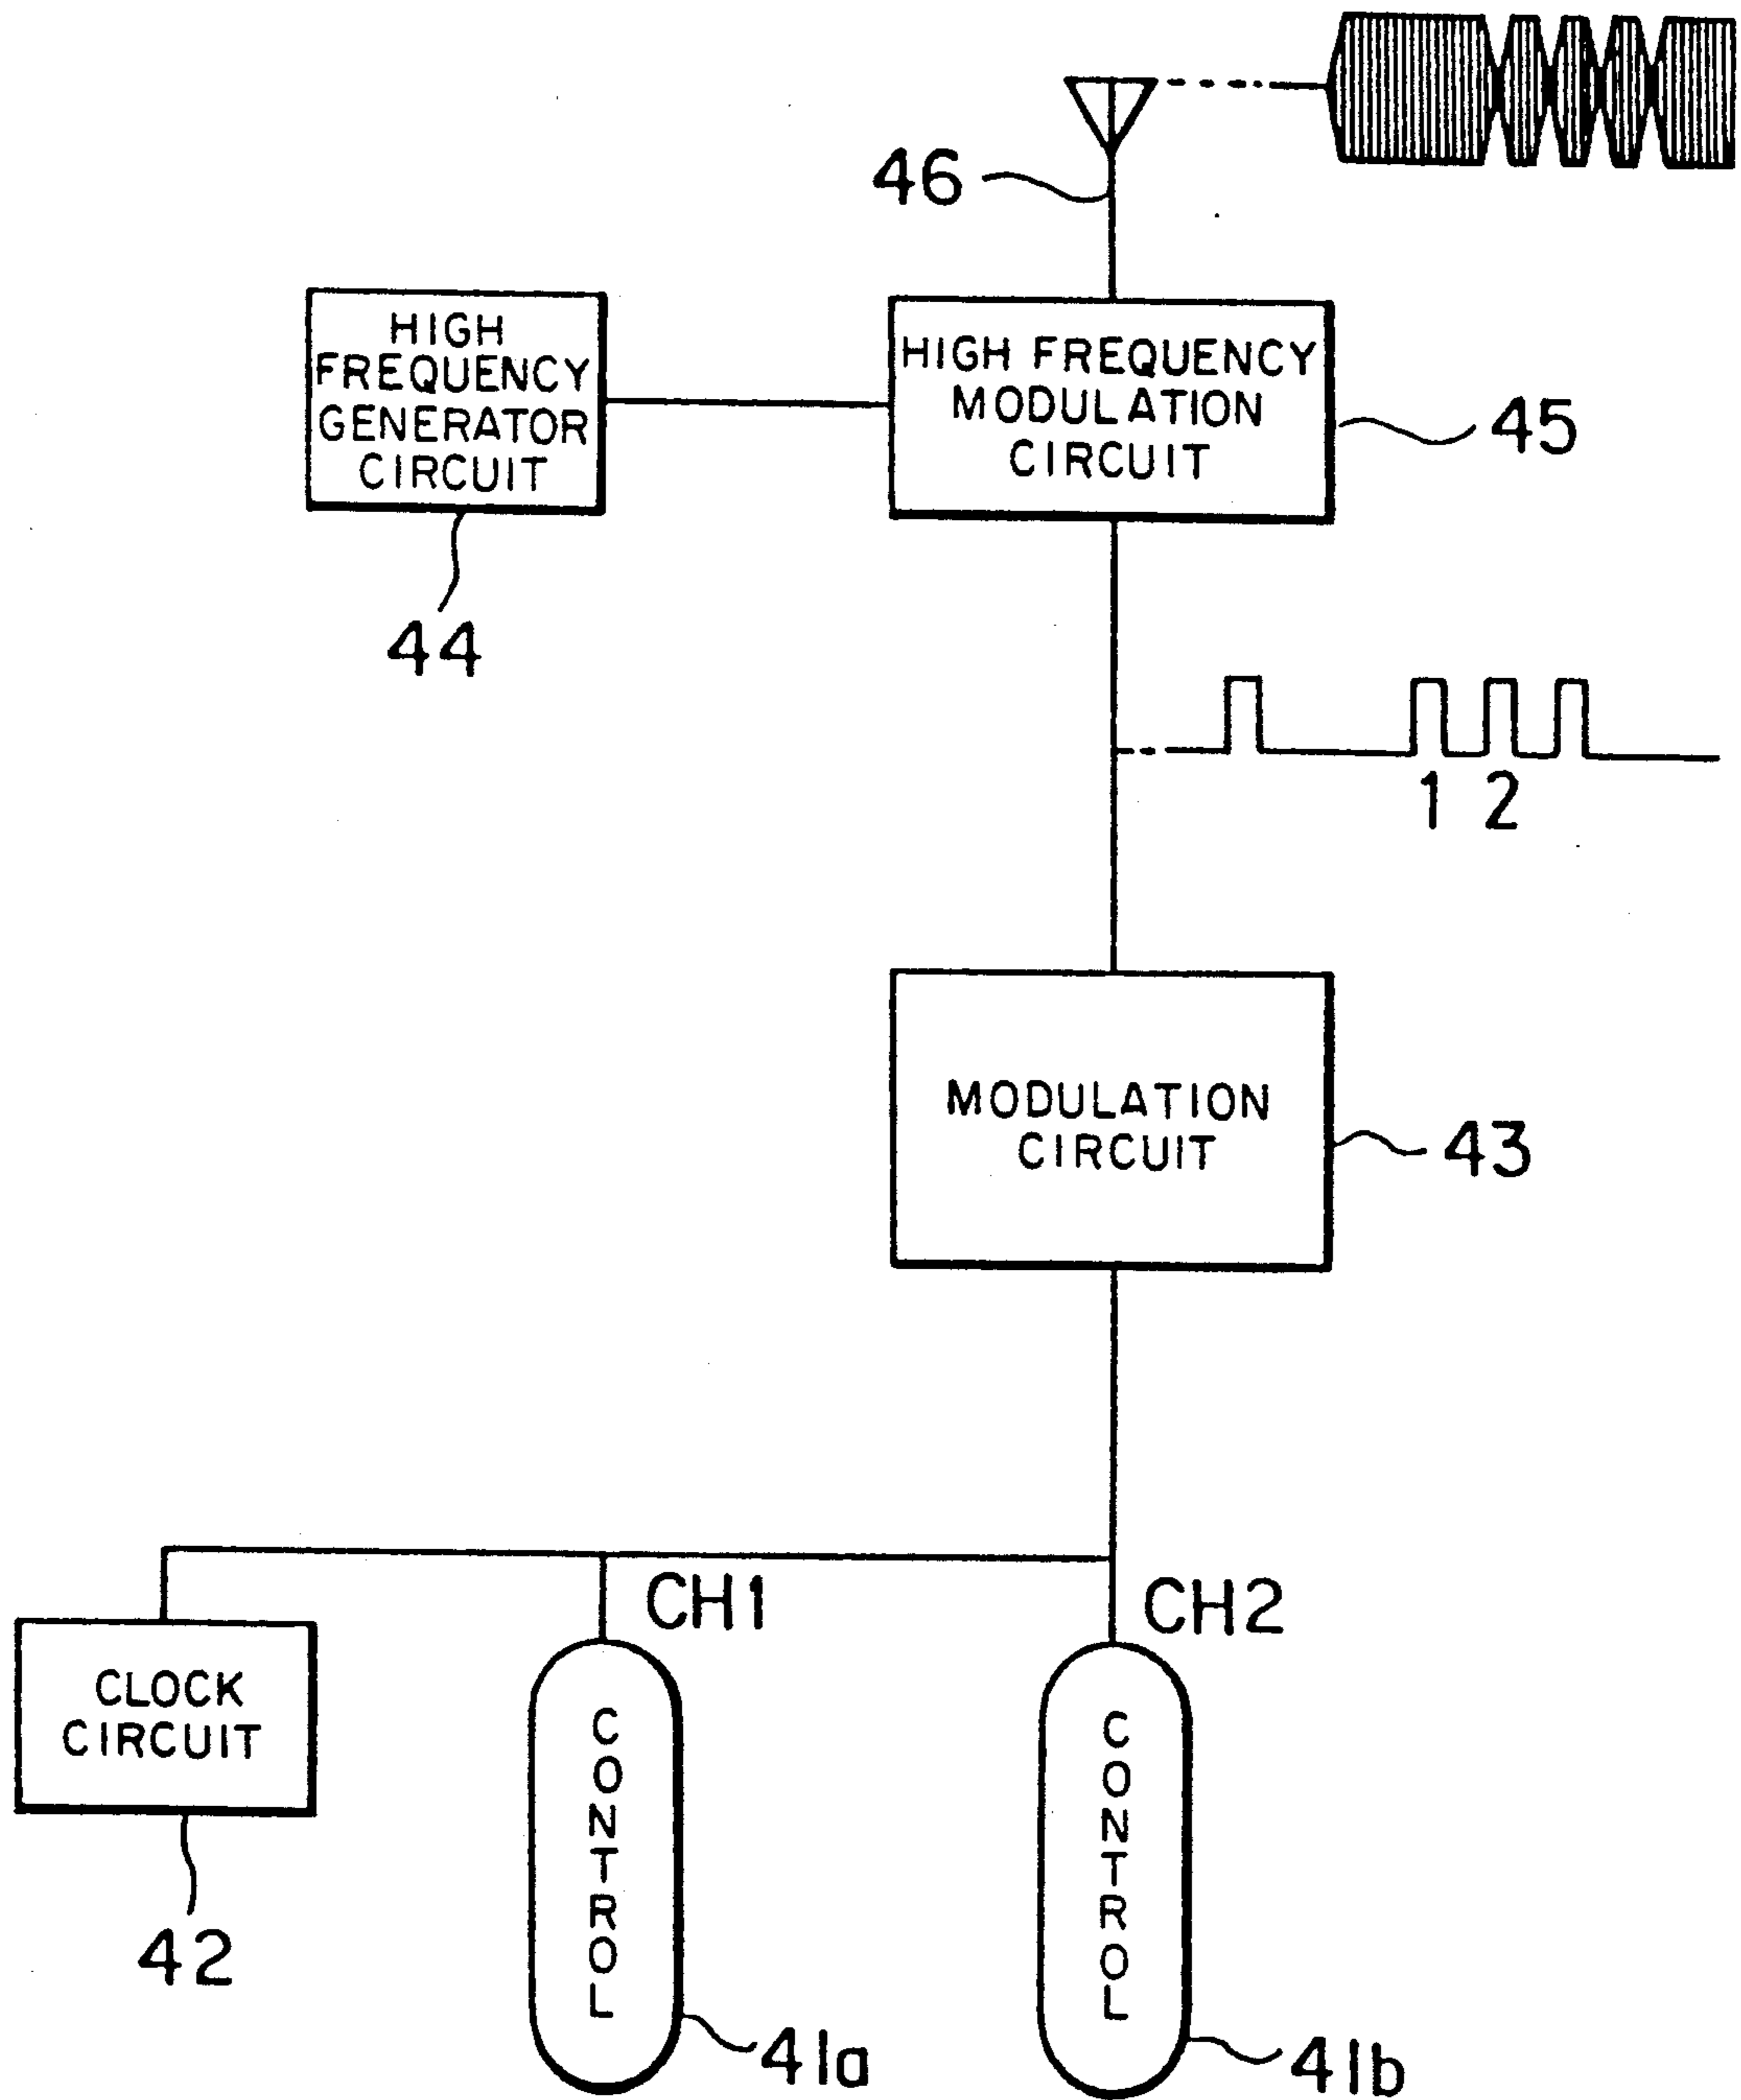 46
HIGH
FREQUENCY
GENERATOR
CIRCUIT
44
HIGH FREQUENCY
MODULATION
CIRCUIT
45
1 2
MODULATION
CIRCUIT
43
CH1
CH2
CLOCK
CIRCUIT
42
CONTROL
41a
CONTROL
41b